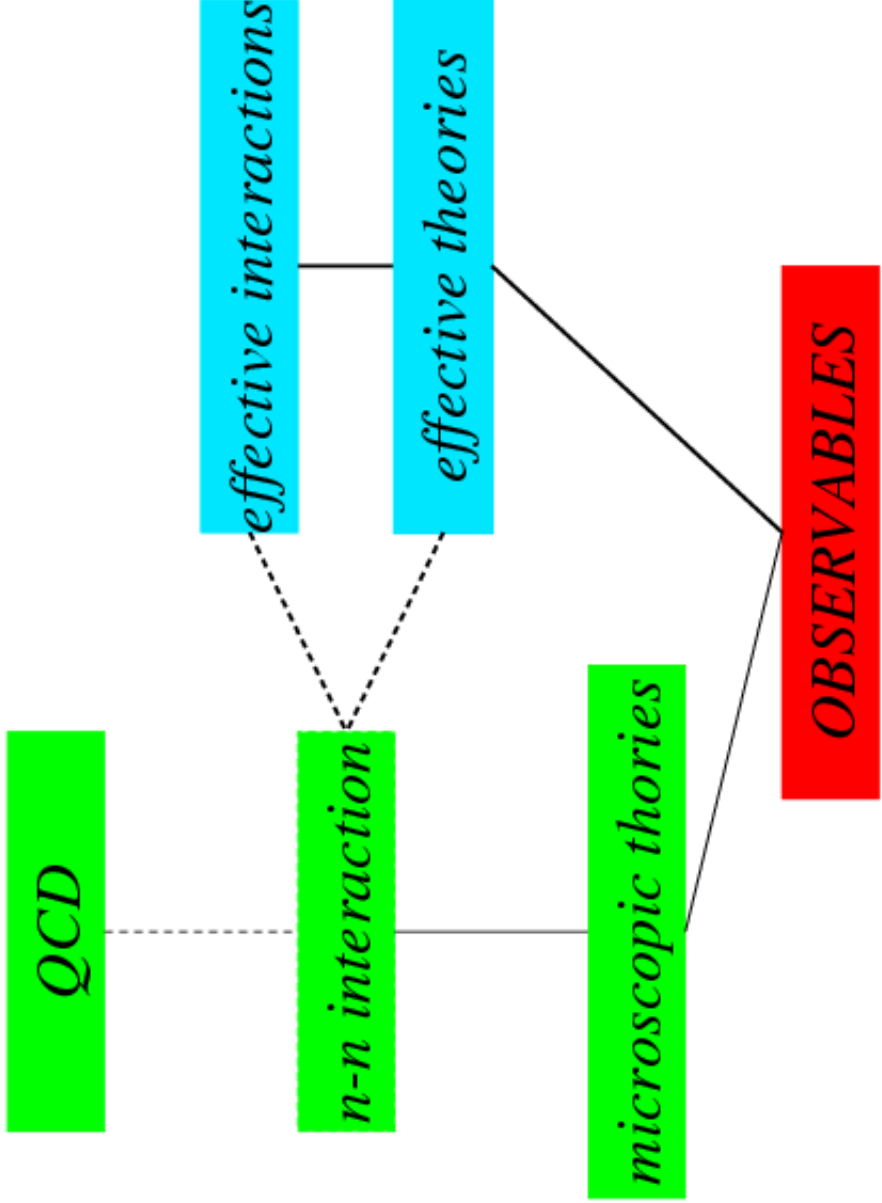 QCD
n-n interaction
microscopic thories
effective interactions
effective theories
OBSERVABLES